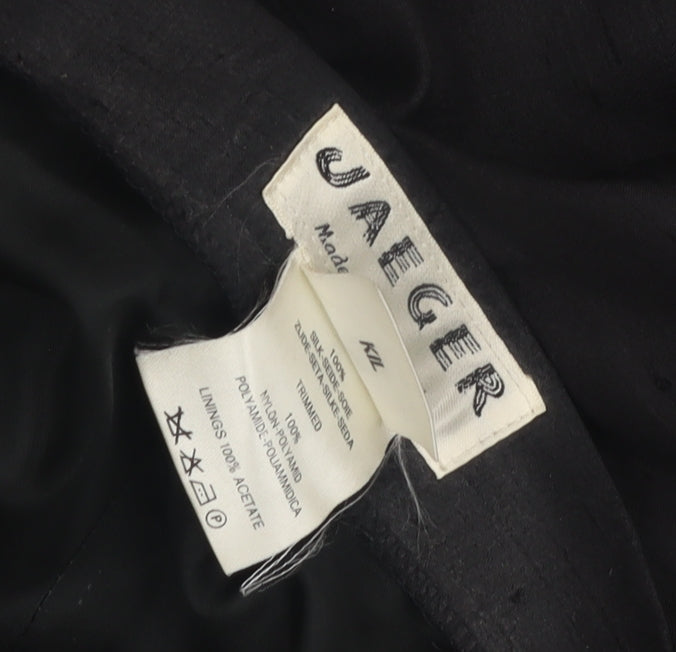 JAEGER
Made
KIL
100%
SILK-SEIDE-SOIE
ZIJDE-SETA-SILKE-SEDA
TRIMMED
100%
NYLON-POLYAMID
POLYAMIDE-POLIAMMIDICA
LININGS 100% ACETATE
P